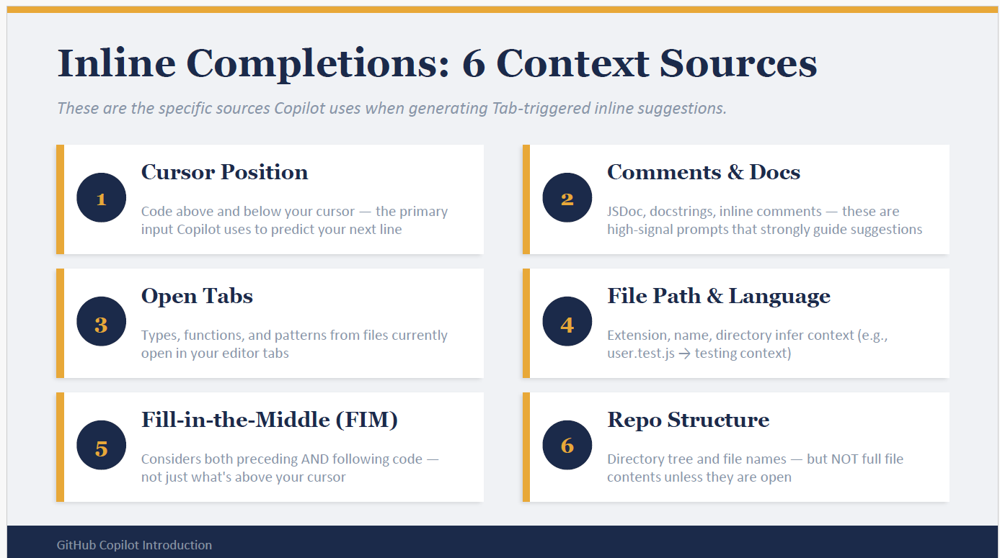 Inline Completions: 6 Context Sources
These are the specific sources Copilot uses when generating Tab-triggered inline suggestions.
1
Cursor Position
Code above and below your cursor — the primary
input Copilot uses to predict your next line
2
Comments & Docs
JSDoc, docstrings, inline comments — these are
high-signal prompts that strongly guide suggestions
3
Open Tabs
Types, functions, and patterns from files currently
open in your editor tabs
4
File Path & Language
Extension, name, directory infer context (e.g.,
user.test.js → testing context)
5
Fill-in-the-Middle (FIM)
Considers both preceding AND following code —
not just what's above your cursor
6
Repo Structure
Directory tree and file names — but NOT full file
contents unless they are open
GitHub Copilot Introduction